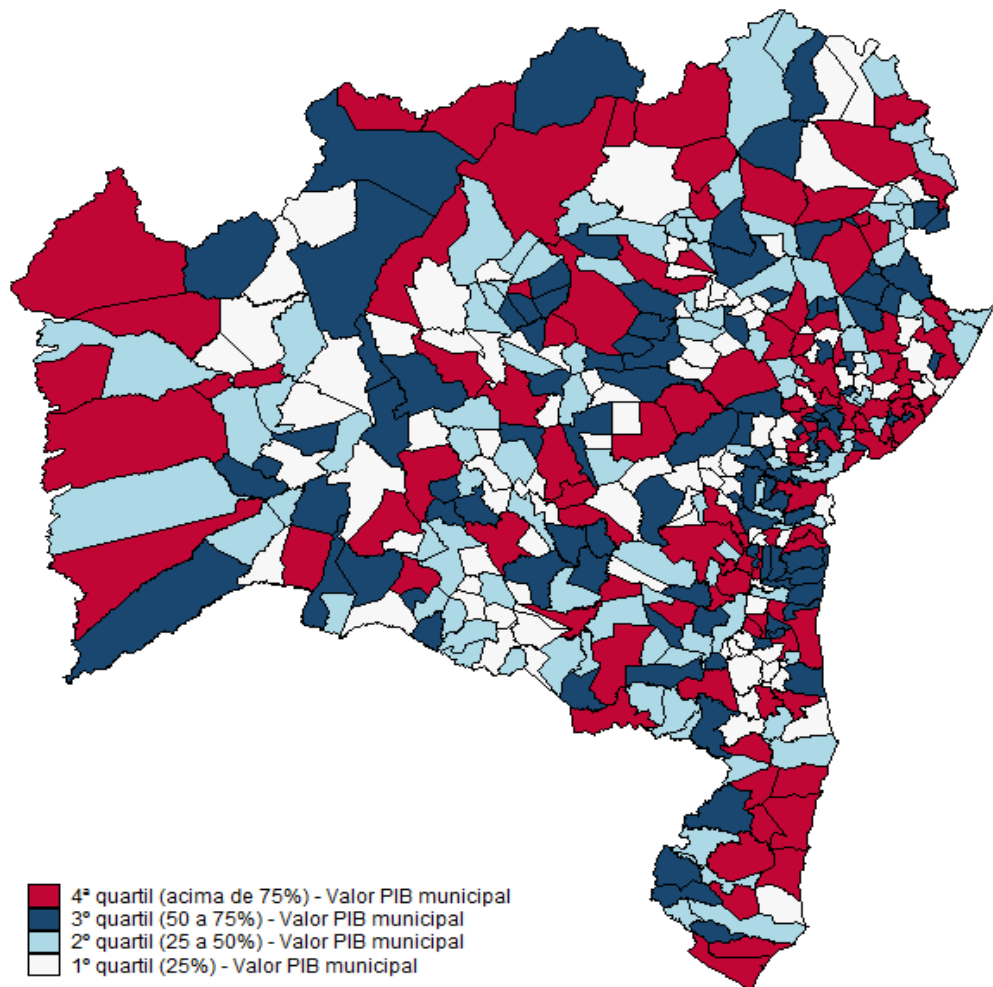 4ª quartil (acima de 75%) - Valor PIB municipal
3º quartil (50 a 75%) - Valor PIB municipal
2º quartil (25 a 50%) - Valor PIB municipal
1º quartil (25%) - Valor PIB municipal